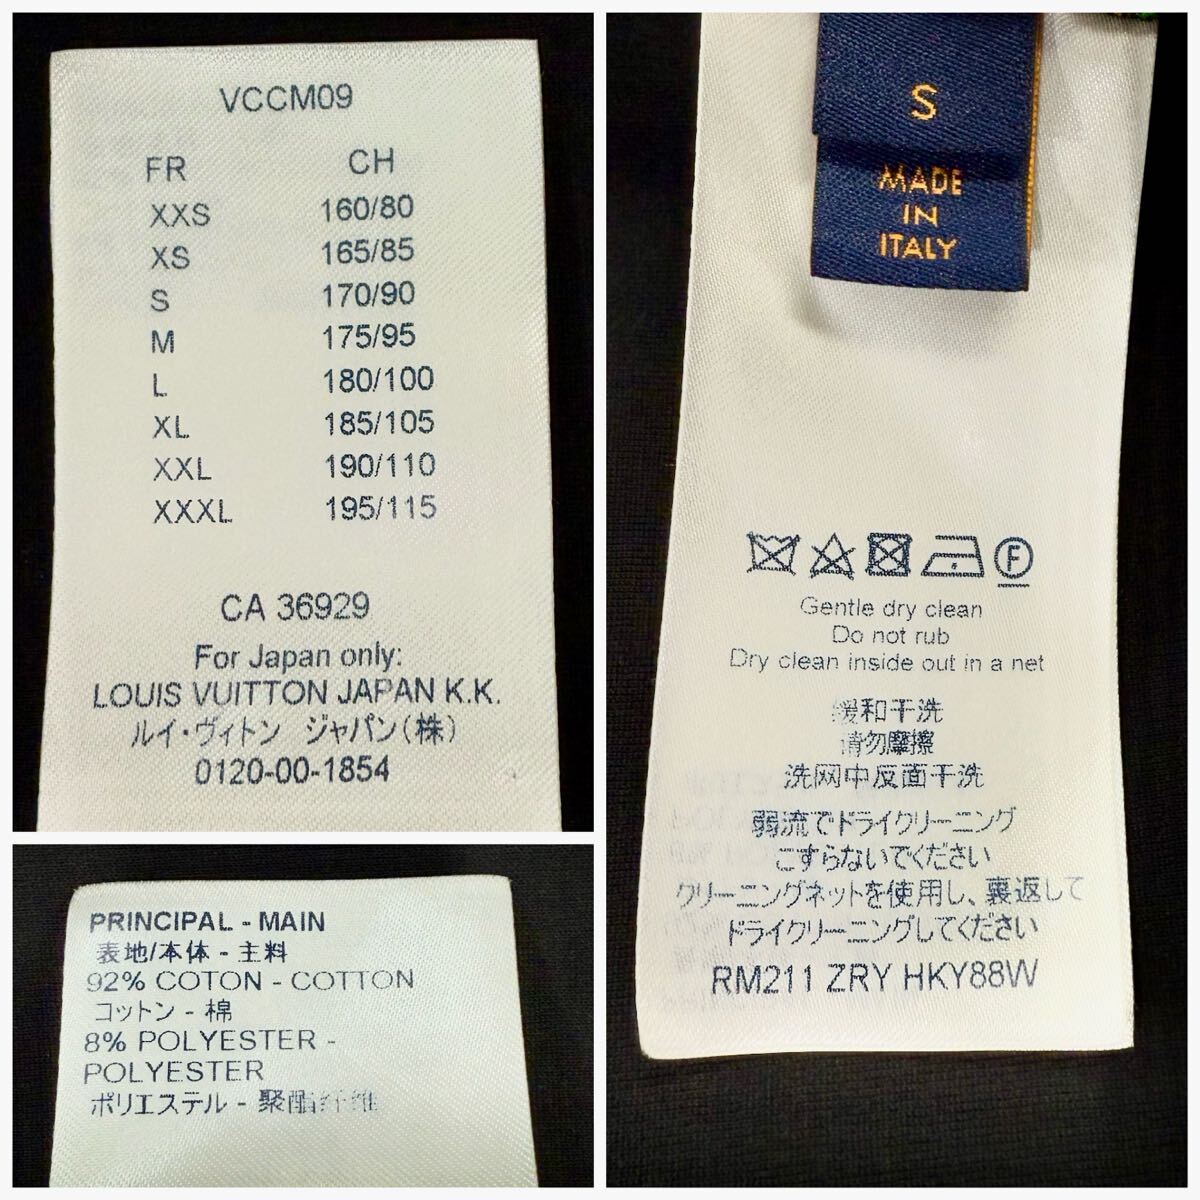 VCCM09
FR CH
XXS 160/80
XS 165/85
S 170/90
M 175/95
L 180/100
XL 185/105
XXL 190/110
XXXL 195/115
CA 36929
For Japan only:
LOUIS VUITTON JAPAN K.K.
ルイ・ヴィトン ジャパン(株)
0120-00-1854
PRINCIPAL - MAIN
表地/本体 - 主料
92% COTON - COTTON
コットン - 棉
8% POLYESTER -
POLYESTER
ポリエステル - 聚酯纤维
S
MADE
IN
ITALY
F
Gentle dry clean
Do not rub
Dry clean inside out in a net
缓和干洗
请勿摩擦
洗网中反面干洗
弱流でドライクリーニング
こすらないでください
クリーニングネットを使用し、裏返して
ドライクリーニングしてください
RM211 ZRY HKY88W